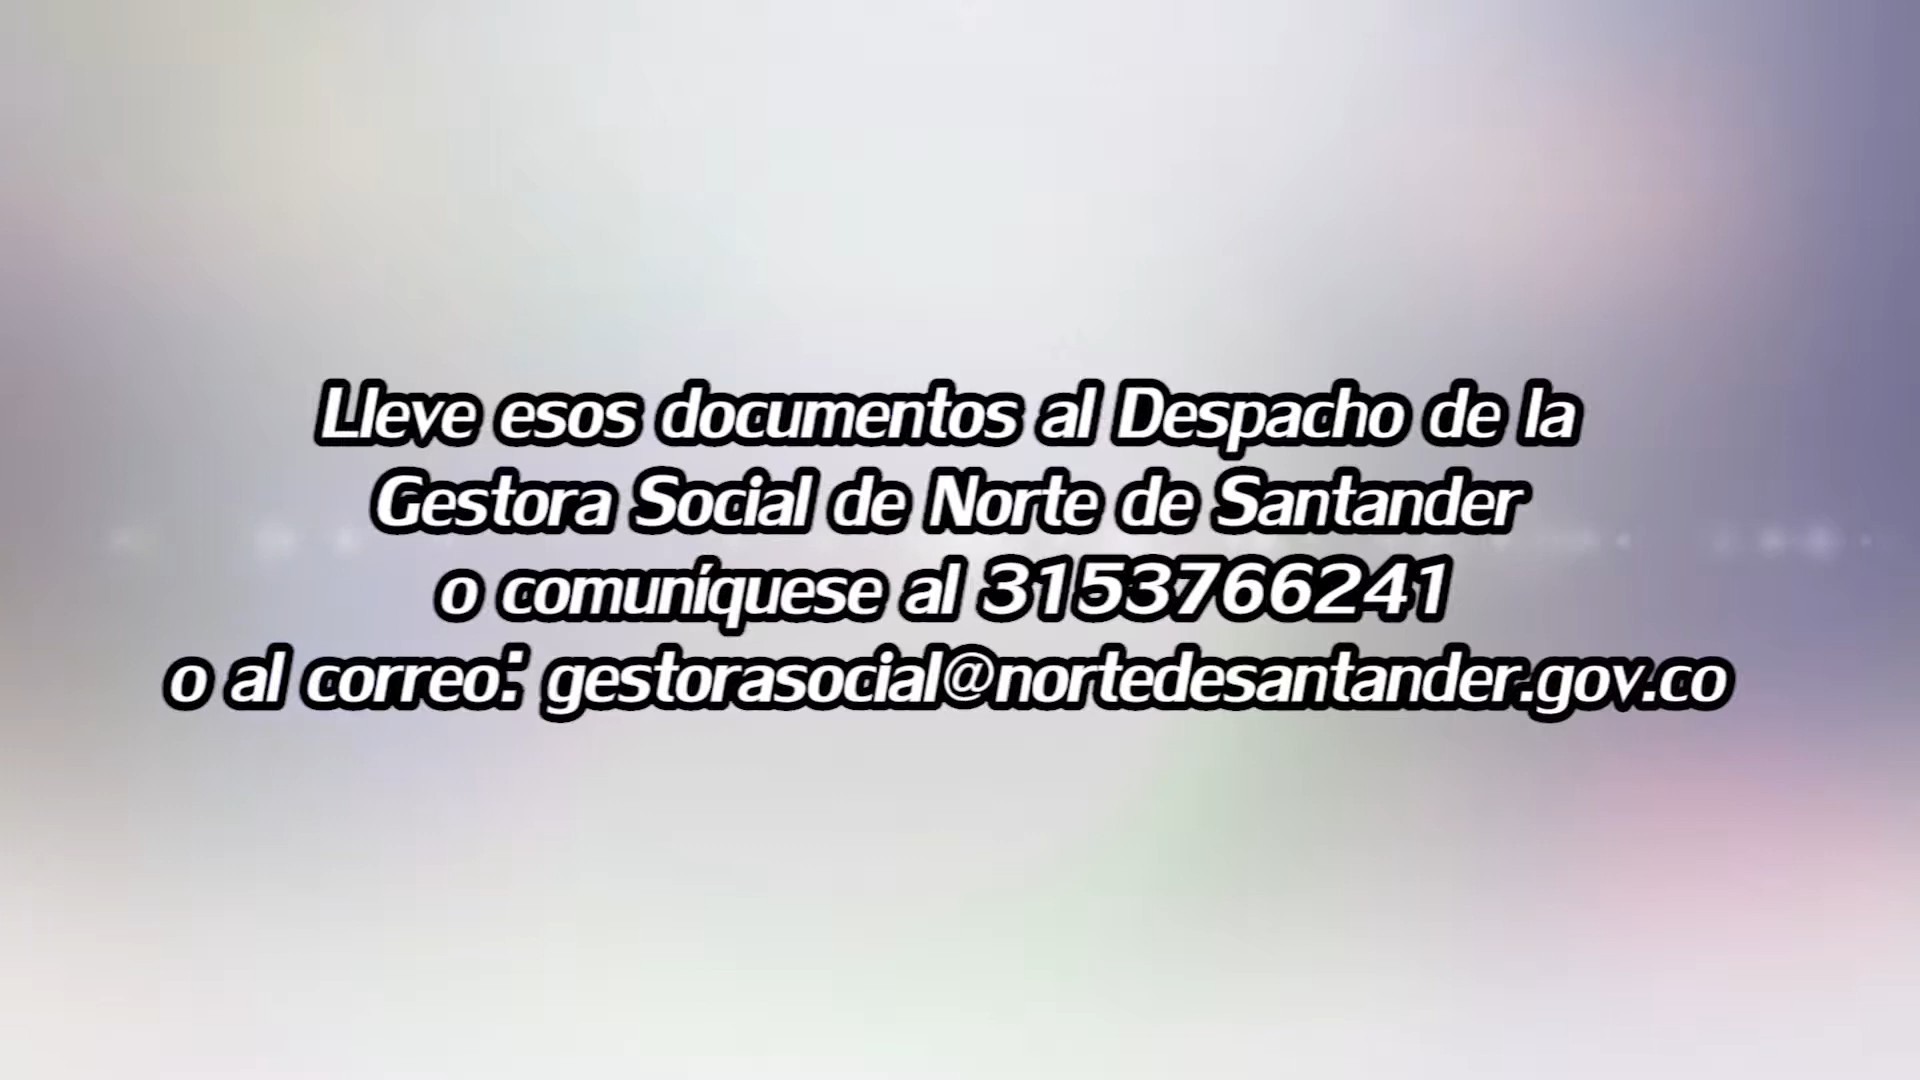 Lleve esos documentos al Despacho de la
Gestora Social de Norte de Santander
o comuníquese al 3153766241
o al correo: gestorasocial@nortedesantander.gov.co